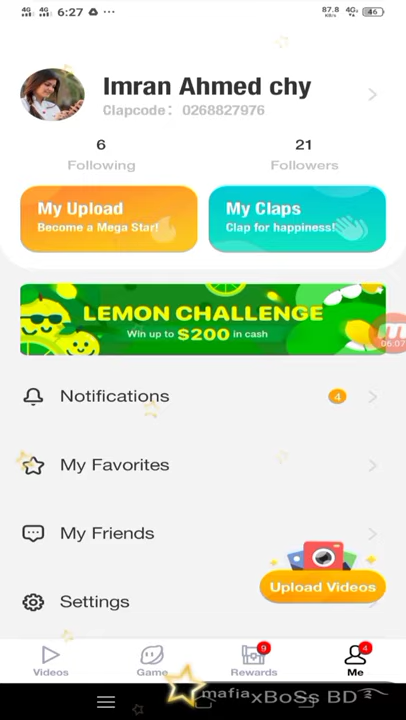 4G 4G 6:27 ••• 87.8 KB/s 4G 46
Imran Ahmed chy
Clapcode: 0268827976
6 21
Following Followers
My Upload My Claps
Become a Mega Star! Clap for happiness!
LEMON CHALLENGE
Win up to $200 in cash
06:07
Notifications 4
My Favorites
My Friends
Upload Videos
Settings
9 4
Videos Game Rewards Me
mafia xBoSs BD